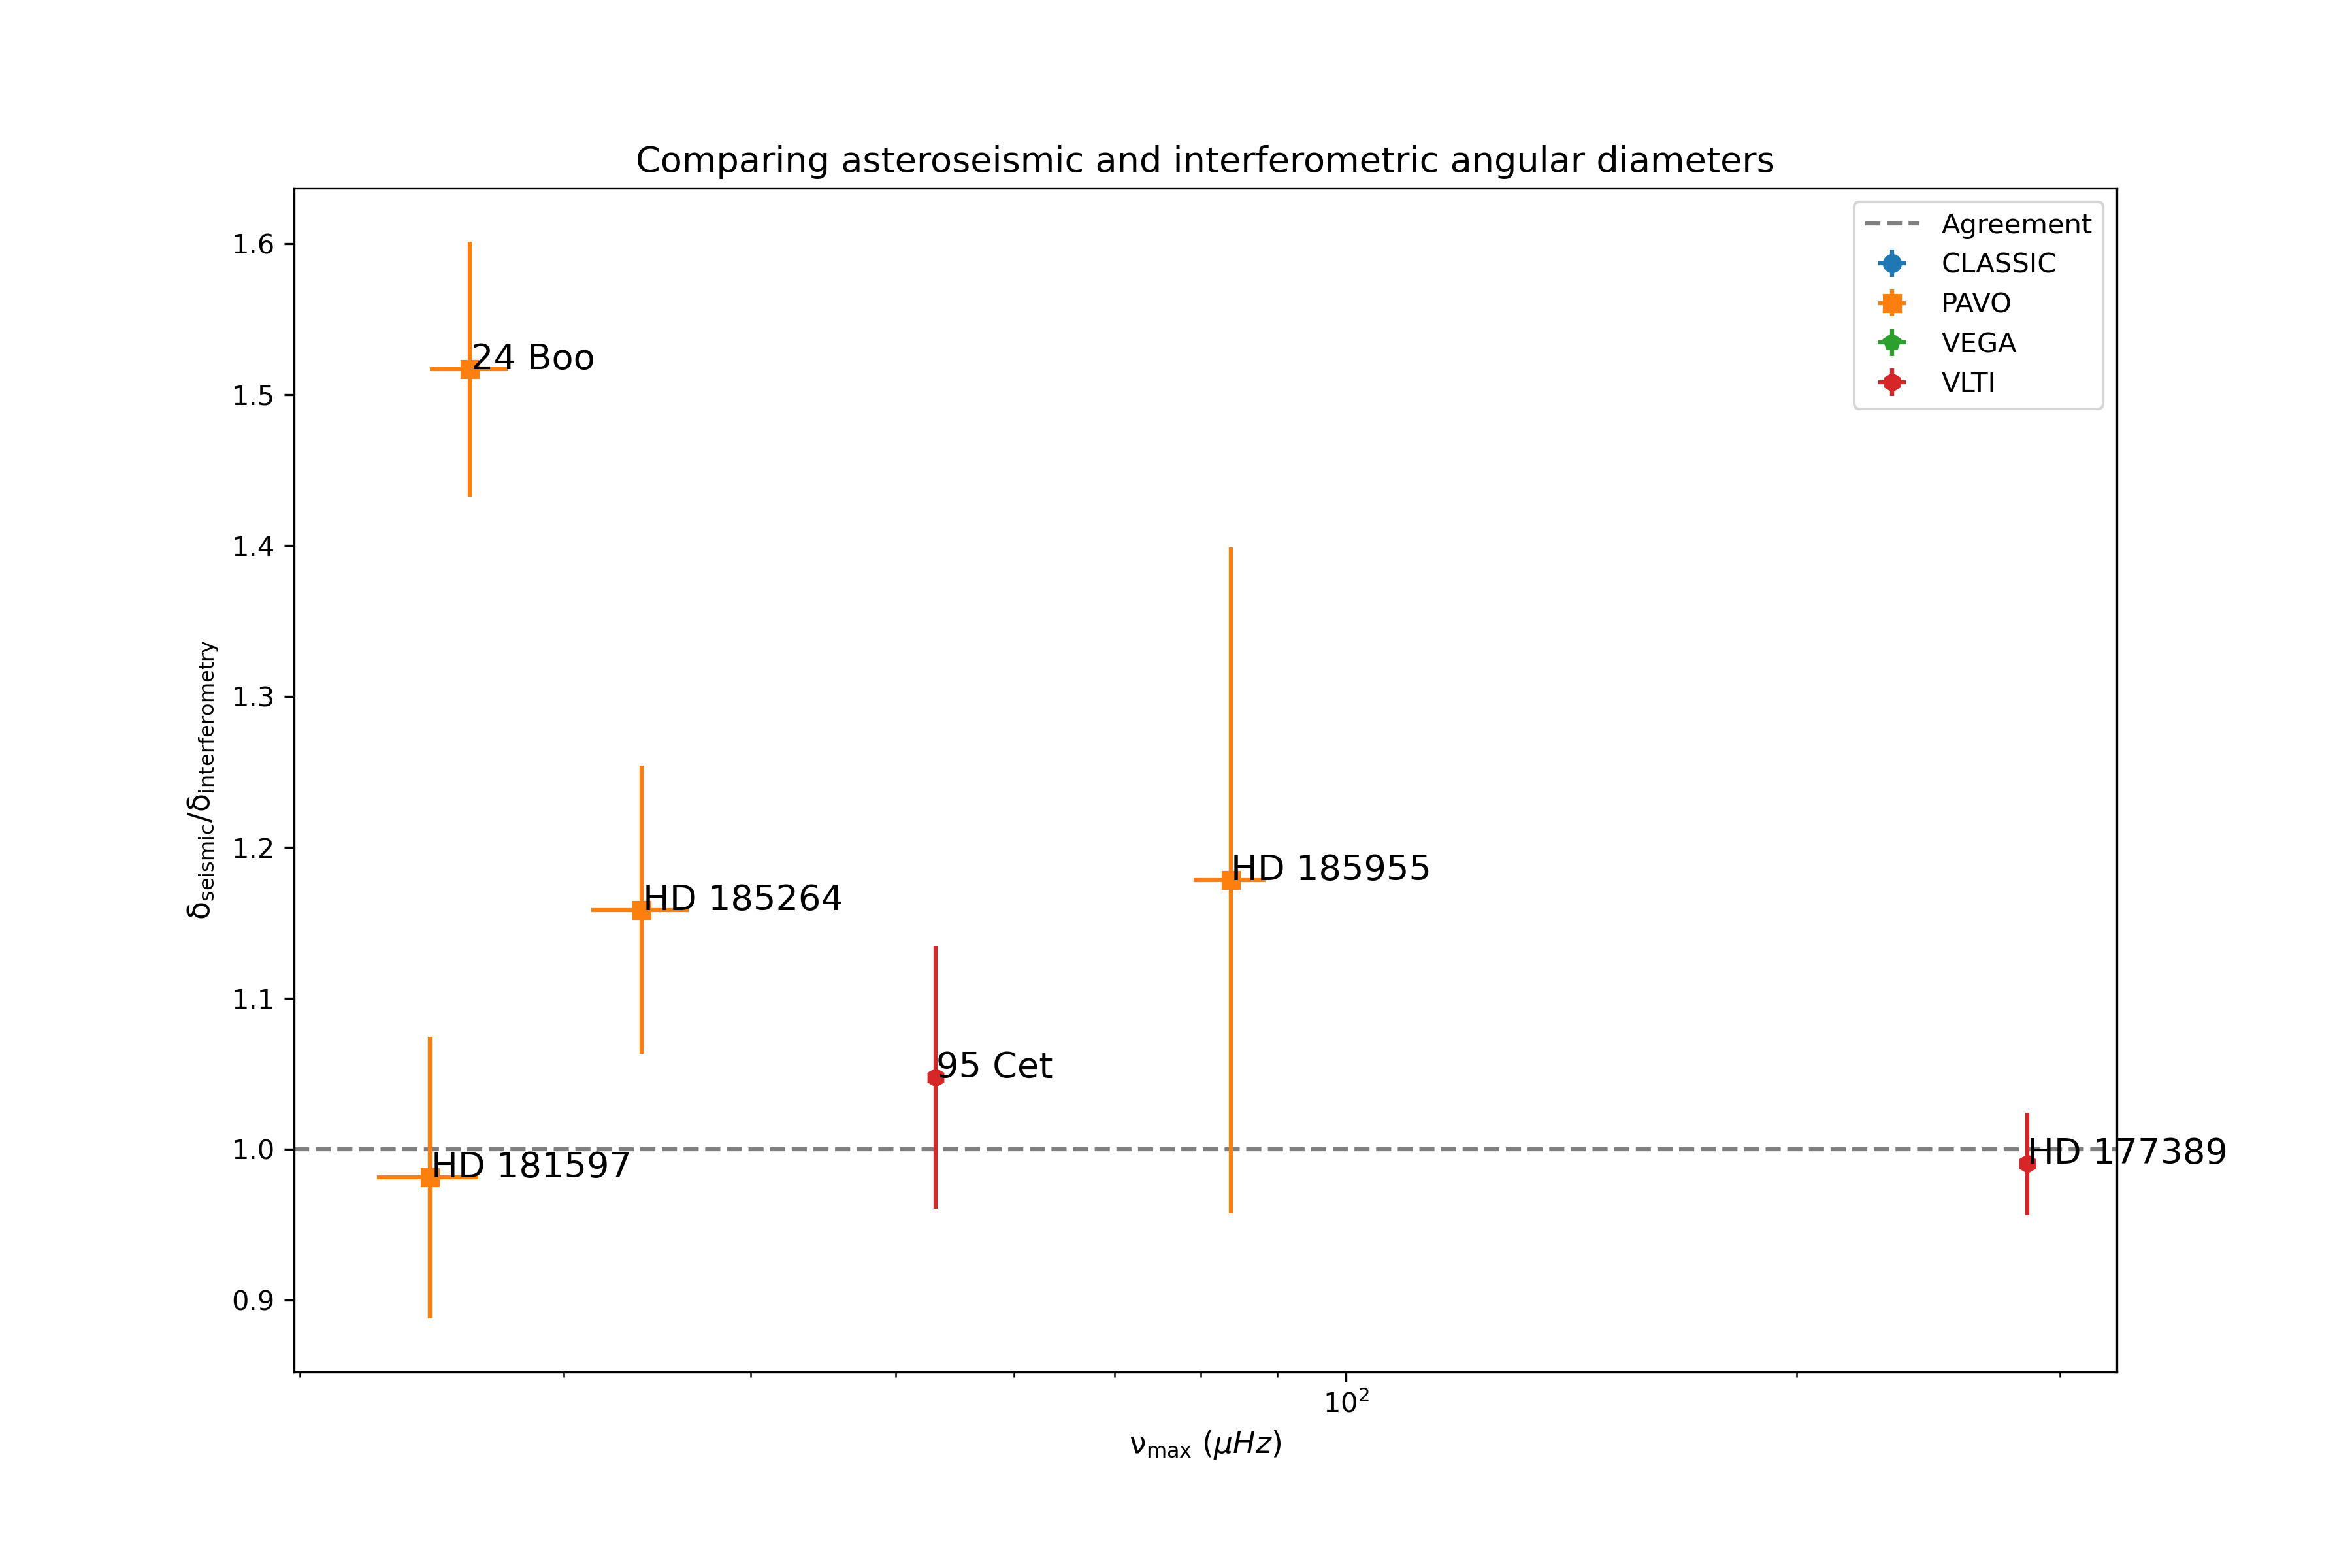 Comparing asteroseismic and interferometric angular diameters
Agreement
CLASSIC
PAVO
VEGA
VLTI
1.6
1.5
1.4
1.3
1.2
1.1
1.0
0.9
24 Boo
HD 185955
HD 185264
95 Cet
HD 181597
HD 177389
δseismic/δinterferometry
10²
νmax (μHz)